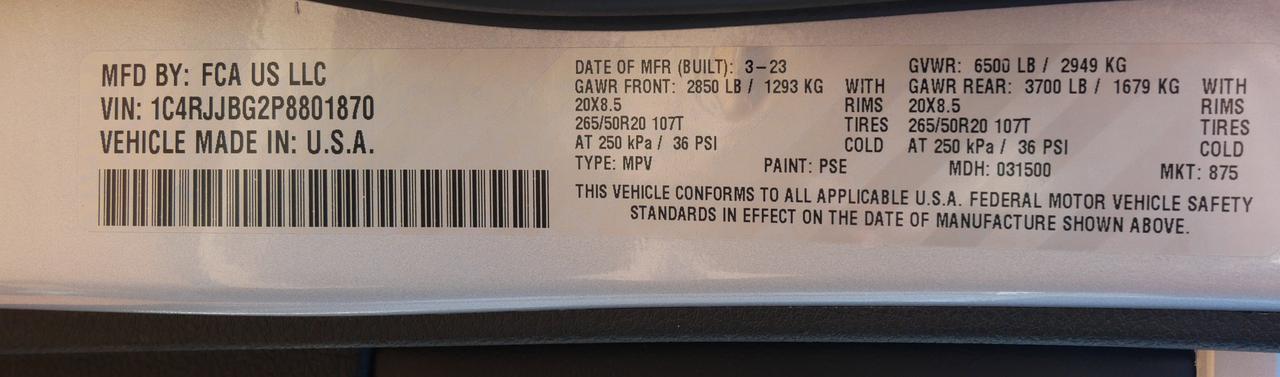 MFD BY: FCA US LLC
VIN: 1C4RJJBG2P8801870
VEHICLE MADE IN: U.S.A.
DATE OF MFR (BUILT): 3-23
GAWR FRONT: 2850 LB / 1293 KG WITH
20X8.5 RIMS
265/50R20 107T TIRES
AT 250 kPa / 36 PSI COLD
GVWR: 6500 LB / 2949 KG
GAWR REAR: 3700 LB / 1679 KG WITH
20X8.5 RIMS
265/50R20 107T TIRES
AT 250 kPa / 36 PSI COLD
TYPE: MPV PAINT: PSE MDH: 031500 MKT: 875
THIS VEHICLE CONFORMS TO ALL APPLICABLE U.S.A. FEDERAL MOTOR VEHICLE SAFETY
STANDARDS IN EFFECT ON THE DATE OF MANUFACTURE SHOWN ABOVE.